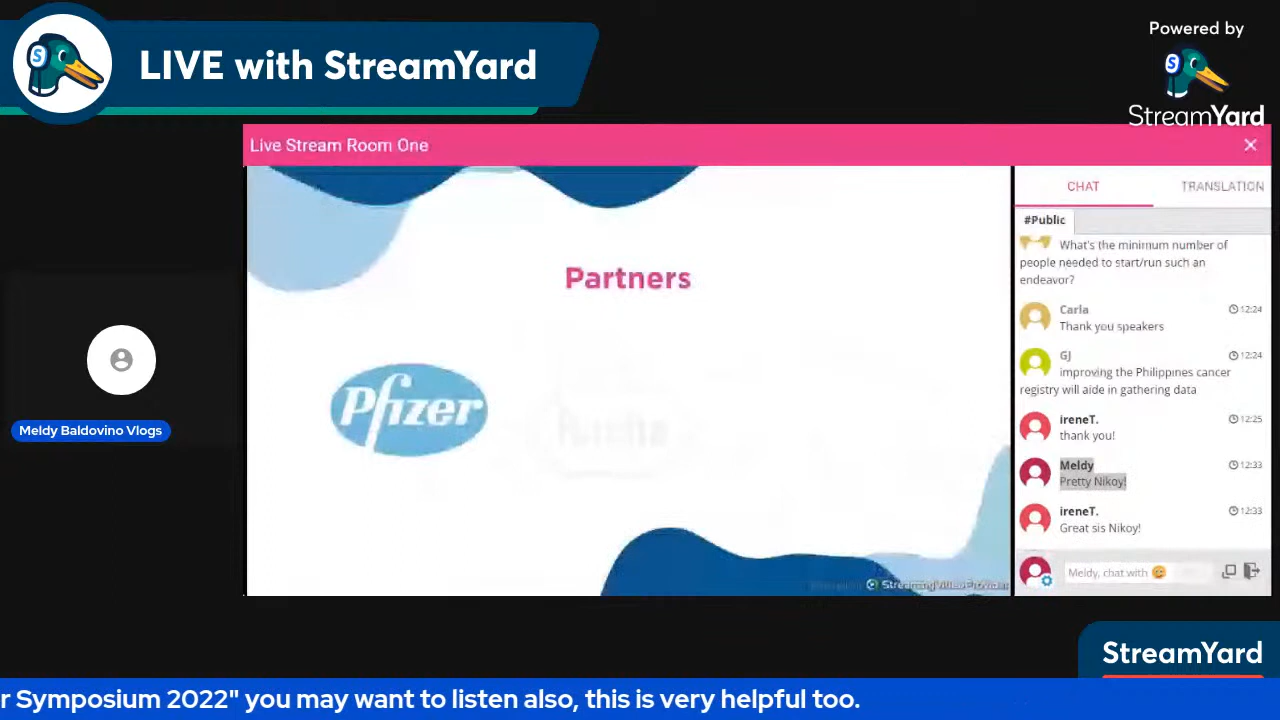 LIVE with StreamYard
Powered by
StreamYard
Live Stream Room One
Partners
Pfizer
CHAT
TRANSLATION
#Public
What's the minimum number of
people needed to start/run such an
endeavor?
Carla 12:24
Thank you speakers
GJ 12:24
improving the Philippines cancer
registry will aide in gathering data
ireneT. 12:25
thank you!
Meldy 12:33
Pretty Nikoy!
ireneT. 12:33
Great sis Nikoy!
Meldy, chat with
StreamingVideoProvider
Meldy Baldovino Vlogs
StreamYard
r Symposium 2022" you may want to listen also, this is very helpful too.